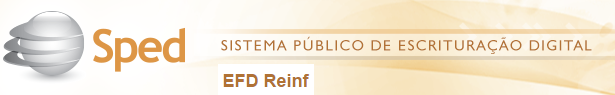 Sped
SISTEMA PÚBLICO DE ESCRITURAÇÃO DIGITAL
EFD Reinf